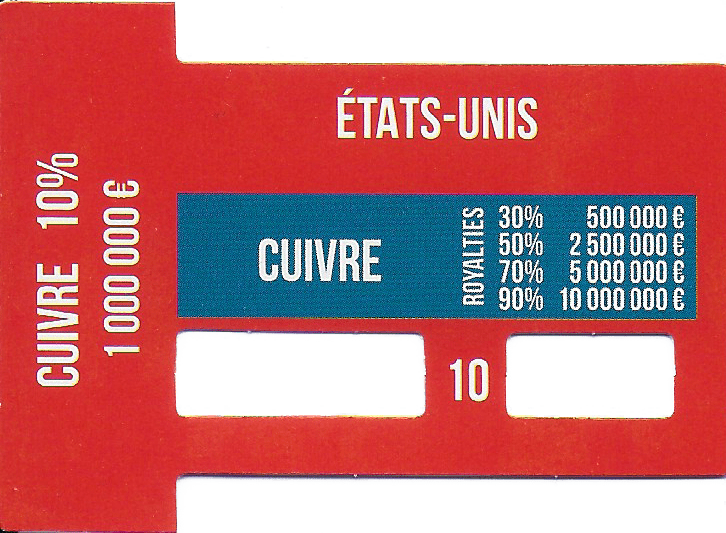 CUIVRE 10%
1 000 000 €
ÉTATS-UNIS
CUIVRE
ROYALTIES
30% 500 000 €
50% 2 500 000 €
70% 5 000 000 €
90% 10 000 000 €
10